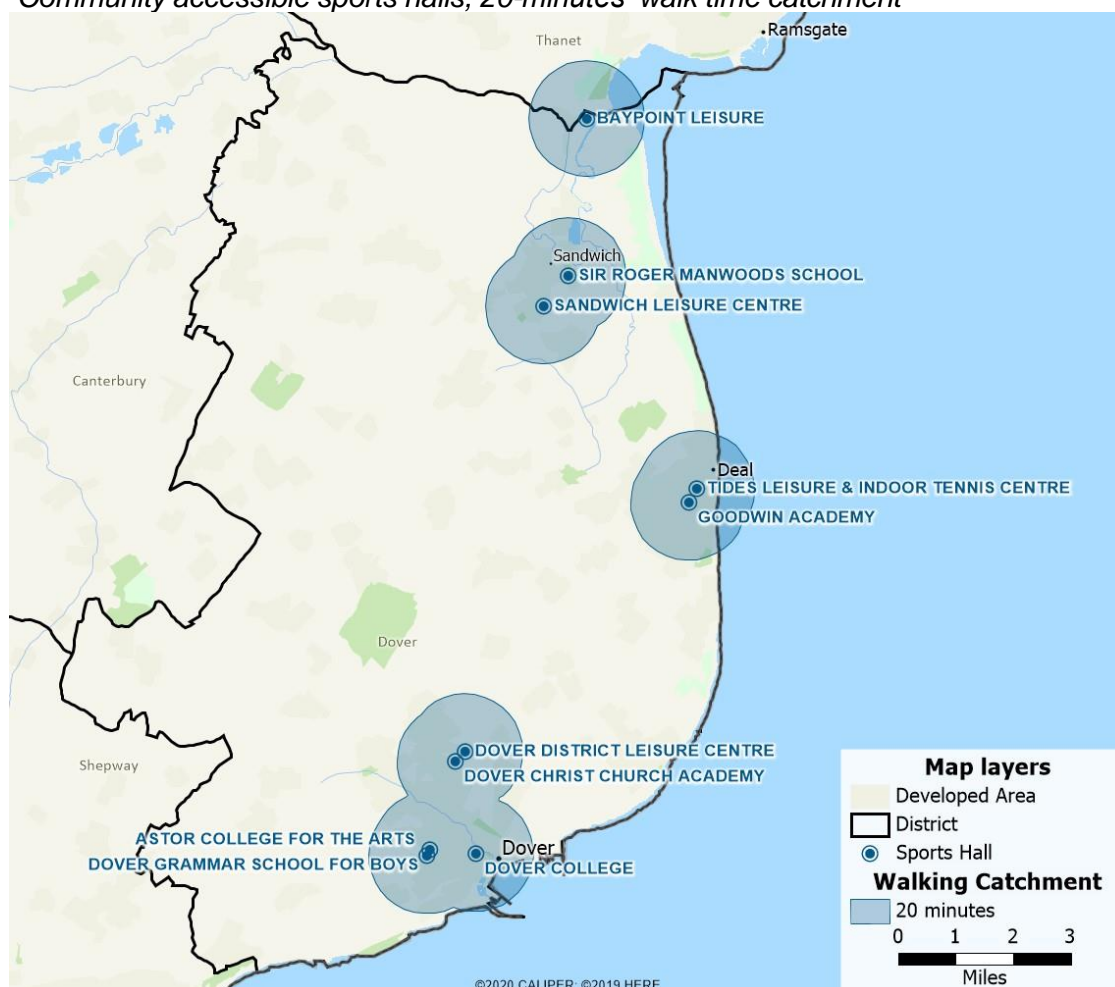 Community accessible sports halls, 20-minutes' walk time catchment
Thanet
Ramsgate
BAYPOINT LEISURE
Sandwich
SIR ROGER MANWOODS SCHOOL
SANDWICH LEISURE CENTRE
Canterbury
Deal
TIDES LEISURE & INDOOR TENNIS CENTRE
GOODWIN ACADEMY
Dover
DOVER DISTRICT LEISURE CENTRE
DOVER CHRIST CHURCH ACADEMY
Shepway
ASTOR COLLEGE FOR THE ARTS
DOVER GRAMMAR SCHOOL FOR BOYS
Dover
DOVER COLLEGE
Map layers
Developed Area
District
Sports Hall
Walking Catchment
20 minutes
0 1 2 3
Miles
©2020 CALIPER; ©2019 HERE